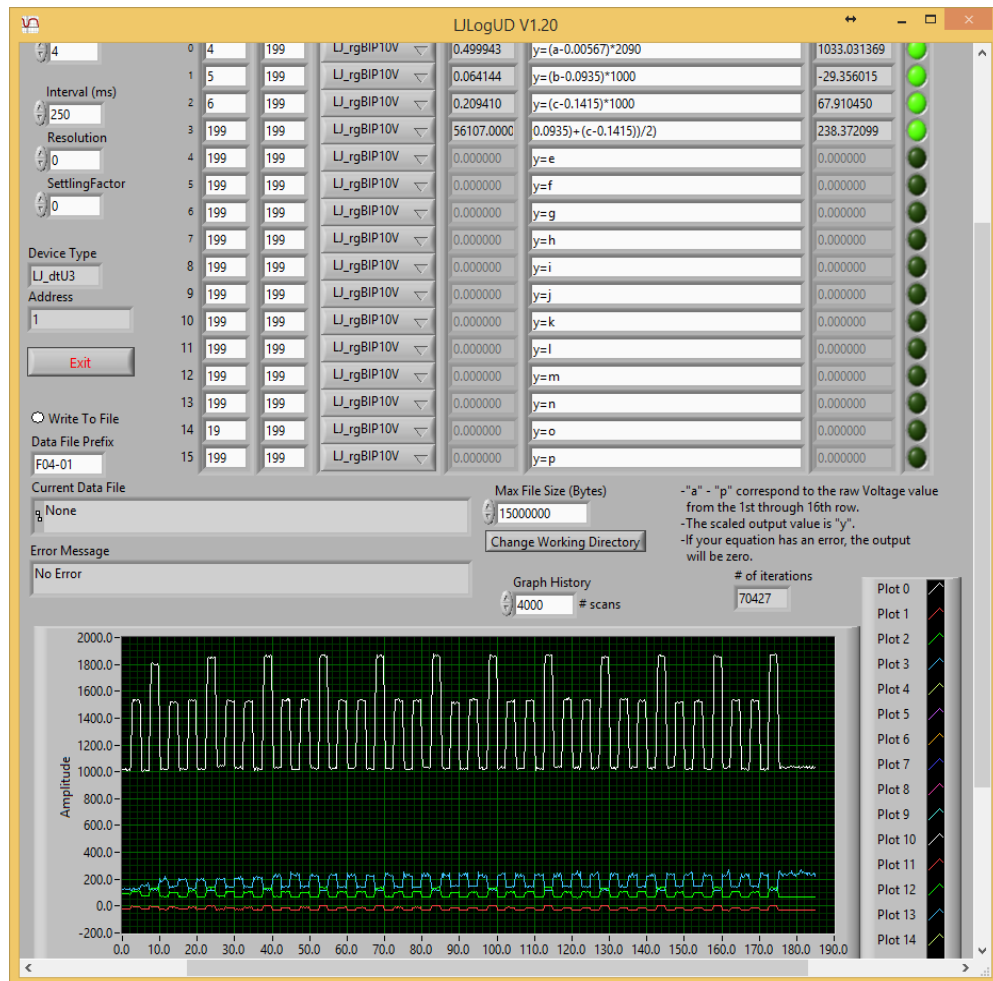 LJLogUD V1.20
4 0 4 199 LJ_rgBIP10V 0.499943 y=(a-0.00567)*2090 1033.031369
1 5 199 LJ_rgBIP10V 0.064144 y=(b-0.0935)*1000 -29.356015
Interval (ms)
250 2 6 199 LJ_rgBIP10V 0.209410 y=(c-0.1415)*1000 67.910450
Resolution
0 3 199 199 LJ_rgBIP10V 56107.0000 0.0935)+(c-0.1415))/2) 238.372099
4 199 199 LJ_rgBIP10V 0.000000 y=e 0.000000
SettlingFactor
0 5 199 199 LJ_rgBIP10V 0.000000 y=f 0.000000
6 199 199 LJ_rgBIP10V 0.000000 y=g 0.000000
7 199 199 LJ_rgBIP10V 0.000000 y=h 0.000000
Device Type
LJ_dtU3 8 199 199 LJ_rgBIP10V 0.000000 y=i 0.000000
Address 9 199 199 LJ_rgBIP10V 0.000000 y=j 0.000000
1 10 199 199 LJ_rgBIP10V 0.000000 y=k 0.000000
Exit 11 199 199 LJ_rgBIP10V 0.000000 y=l 0.000000
12 199 199 LJ_rgBIP10V 0.000000 y=m 0.000000
13 199 199 LJ_rgBIP10V 0.000000 y=n 0.000000
Write To File
14 19 199 LJ_rgBIP10V 0.000000 y=o 0.000000
Data File Prefix
F04-01 15 199 199 LJ_rgBIP10V 0.000000 y=p 0.000000
Current Data File
None
Max File Size (Bytes)
15000000
Change Working Directory
-"a" - "p" correspond to the raw Voltage value
from the 1st through 16th row.
-The scaled output value is "y".
-If your equation has an error, the output
will be zero.
Error Message
No Error
Graph History
4000 # scans
# of iterations
70427
Plot 0
Plot 1
Plot 2
Plot 3
Plot 4
Plot 5
Plot 6
Plot 7
Plot 8
Plot 9
Plot 10
Plot 11
Plot 12
Plot 13
Plot 14
Amplitude
2000.0
1800.0
1600.0
1400.0
1200.0
1000.0
800.0
600.0
400.0
200.0
0.0
-200.0
0.0 10.0 20.0 30.0 40.0 50.0 60.0 70.0 80.0 90.0 100.0 110.0 120.0 130.0 140.0 150.0 160.0 170.0 180.0 190.0